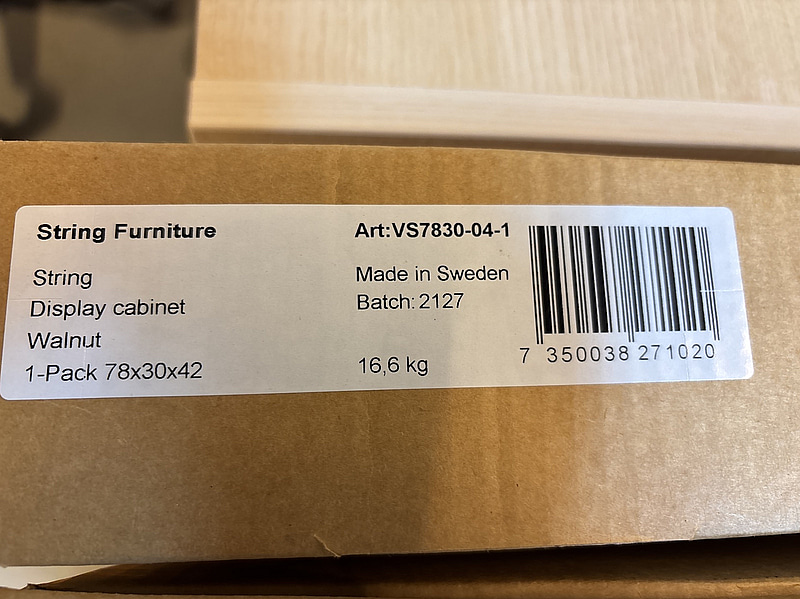 String Furniture
String
Display cabinet
Walnut
1-Pack 78x30x42
Art:VS7830-04-1
Made in Sweden
Batch: 2127
16,6 kg
7 350038 271020